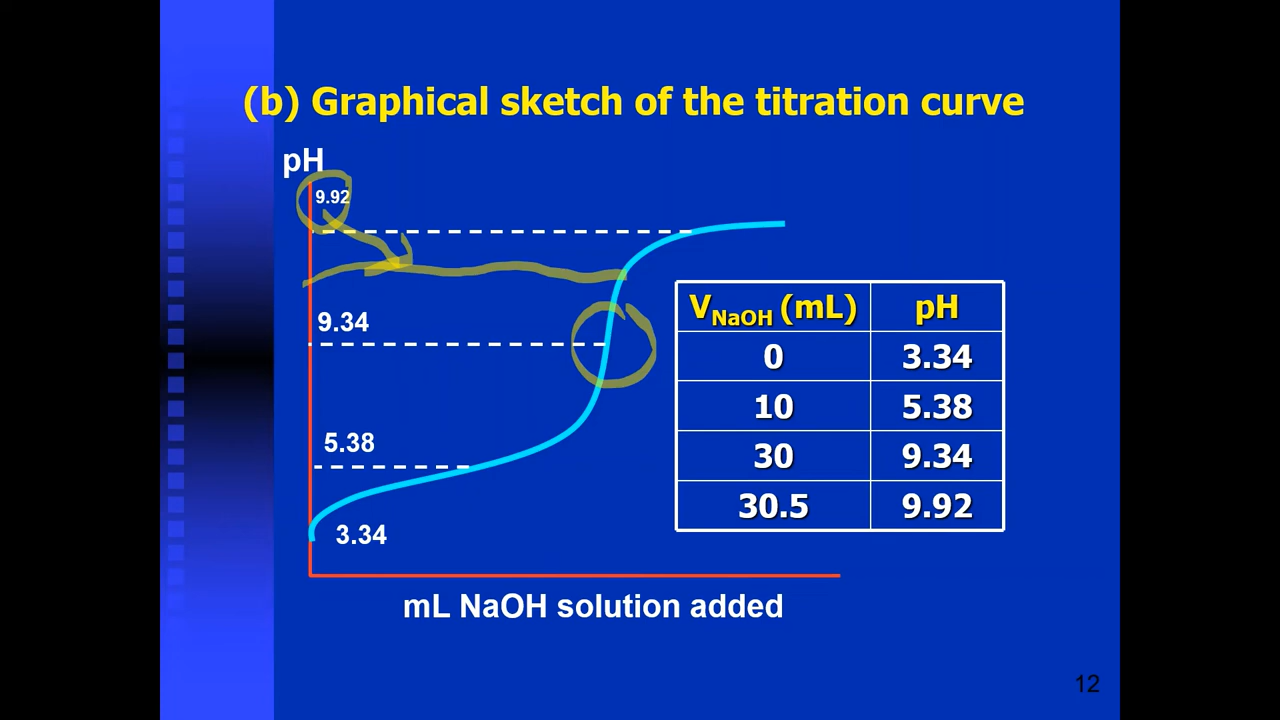 (b) Graphical sketch of the titration curve
pH
9.92
9.34
5.38
3.34
mL NaOH solution added
VNaOH (mL) pH
0 3.34
10 5.38
30 9.34
30.5 9.92
12